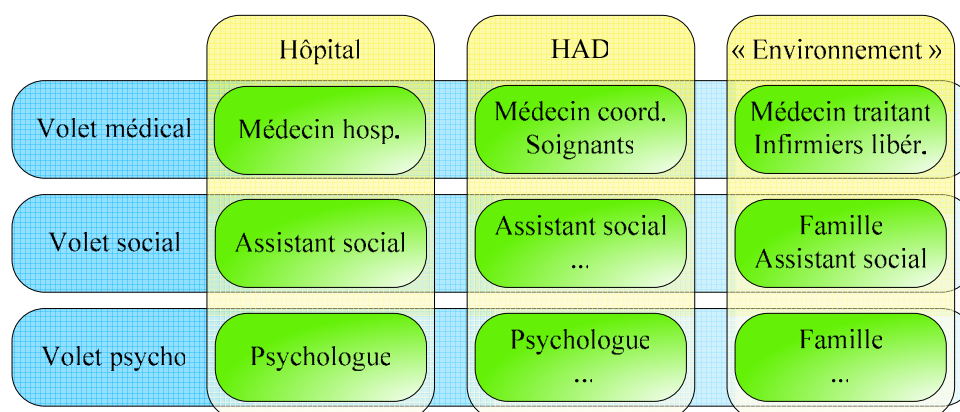 Hôpital
HAD
« Environnement »
Volet médical
Médecin hosp.
Médecin coord.
Soignants
Médecin traitant
Infirmiers libér.
Volet social
Assistant social
Assistant social
...
Famille
Assistant social
Volet psycho
Psychologue
Psychologue
...
Famille
...